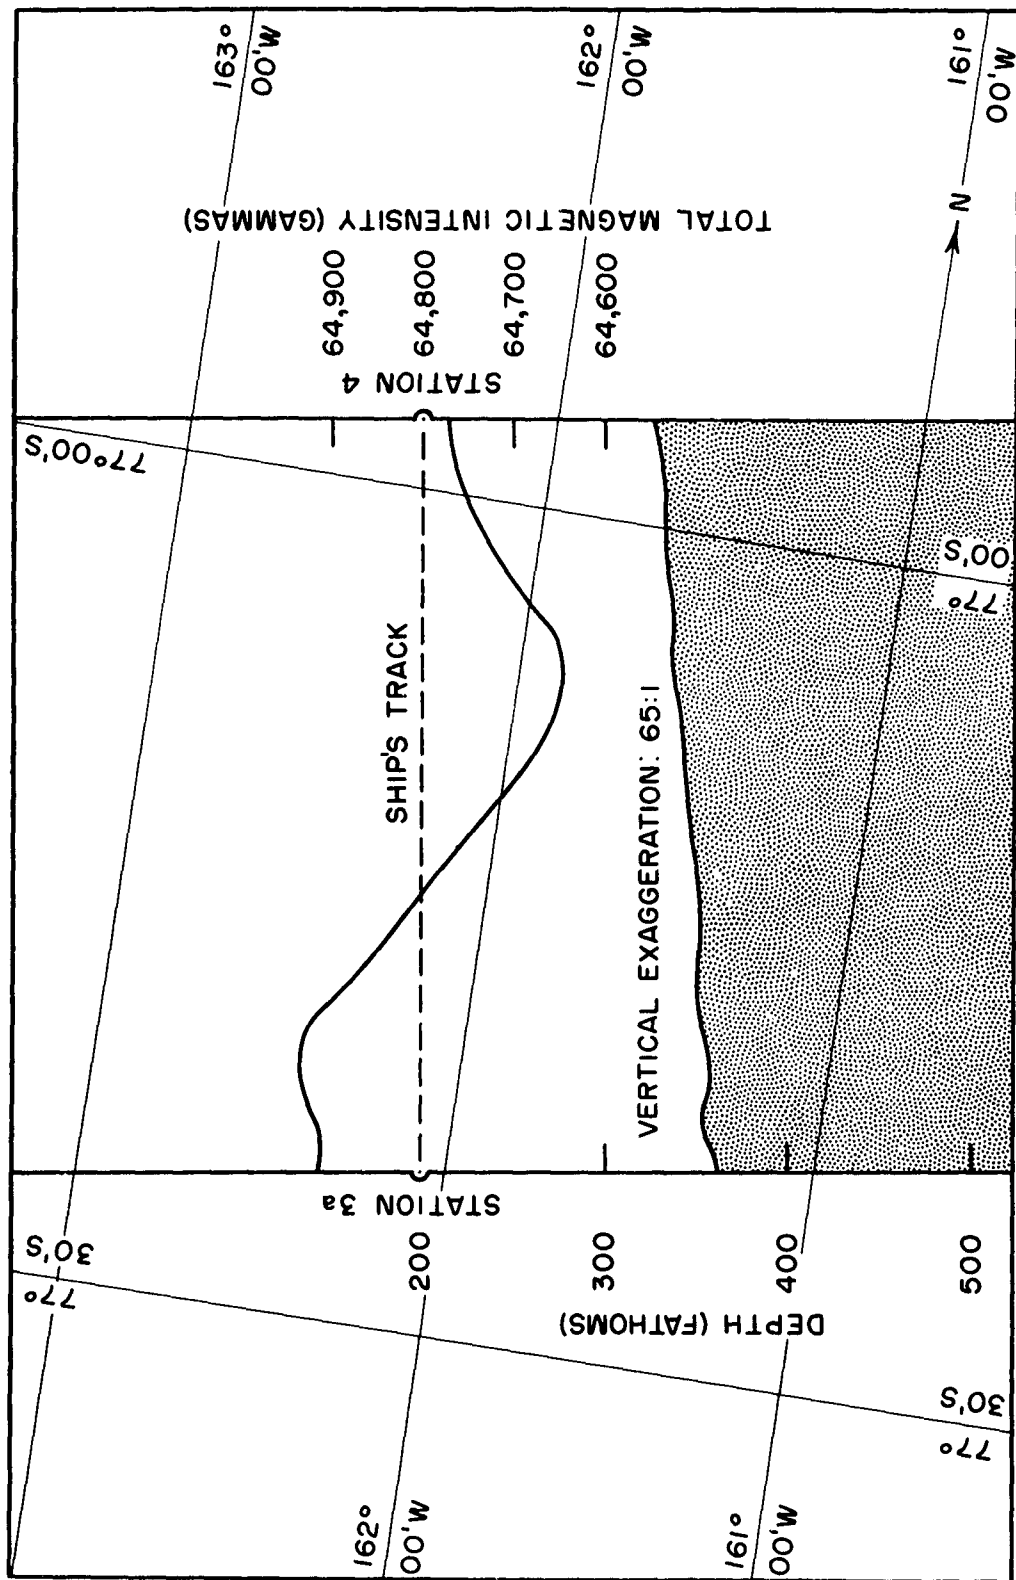 163°
00'W
162°
00'W
161°
00'W
N
TOTAL MAGNETIC INTENSITY (GAMMAS)
64,900
64,800
64,700
64,600
STATION 4
77°00'S
77°
00'S
SHIP'S TRACK
VERTICAL EXAGGERATION: 65:1
STATION 3a
77°
30'S
200
300
400
500
DEPTH (FATHOMS)
77°
30'S
162°
00'W
161°
00'W